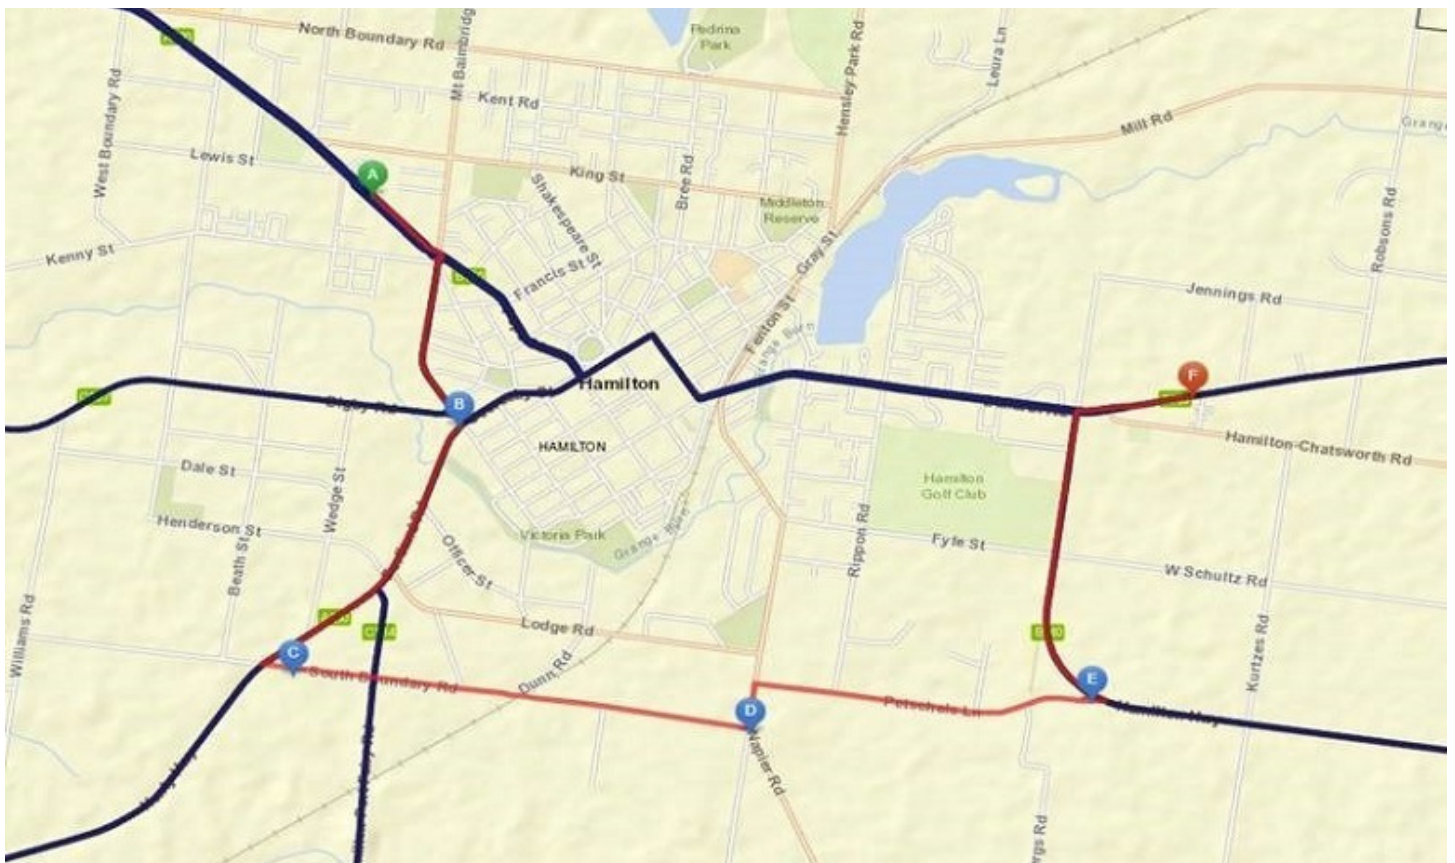 North Boundary Rd
Pedrina
Park
Hensley Park Rd
Leura Ln
West Boundary Rd
Kent Rd
Mill Rd
Lewis St
A
King St
Bree Rd
Shakespeare St
Middleton
Reserve
Robsons Rd
Kenny St
Francis St
Gray St
Jennings Rd
Fenton St
F
Hamilton
Digby Rd
B
HAMILTON
Hamilton-Chatsworth Rd
Dale St
Wedge St
Hamilton
Golf Club
Henderson St
Victoria Park
Grange Burn
Rippon Rd
Fyfe St
Beath St
Officer St
W Schultz Rd
Williams Rd
Lodge Rd
Kurtzes Rd
C
South Boundary Rd
Dunn Rd
E
D
Petschels Ln
Hamilton Hwy
Napier Rd